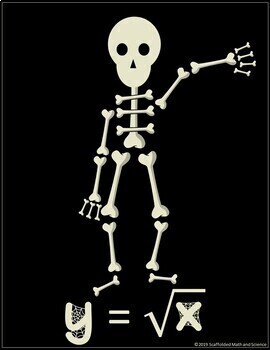 y = √x
©2019 Scaffolded Math and Science